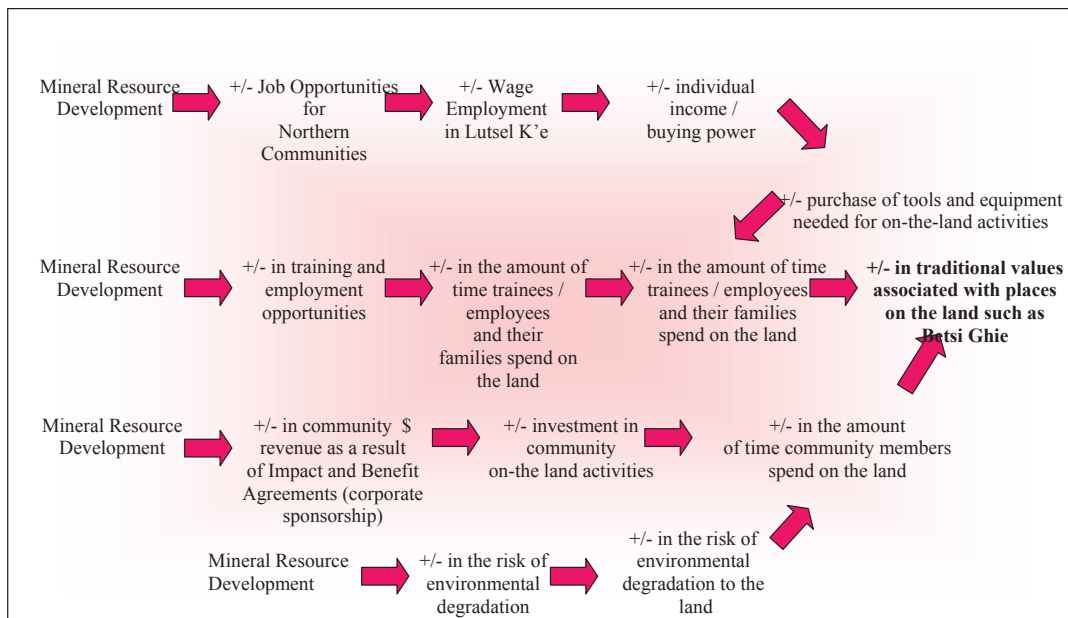 Mineral Resource
Development
+/- Job Opportunities
for
Northern
Communities
+/- Wage
Employment
in Lutsel K’e
+/- individual
income /
buying power
+/- purchase of tools and equipment
needed for on-the-land activities
Mineral Resource
Development
+/- in training and
employment
opportunities
+/- in the amount of
time trainees /
employees
and their
families spend on
the land
+/- in the amount of time
trainees / employees
and their families
spend on the land
+/- in traditional values
associated with places
on the land such as
Betsi Ghie
Mineral Resource
Development
+/- in community $
revenue as a result
of Impact and Benefit
Agreements (corporate
sponsorship)
+/- investment in
community
on-the land activities
+/- in the amount
of time community members
spend on the land
Mineral Resource
Development
+/- in the risk of
environmental
degradation
+/- in the risk of
environmental
degradation to the
land